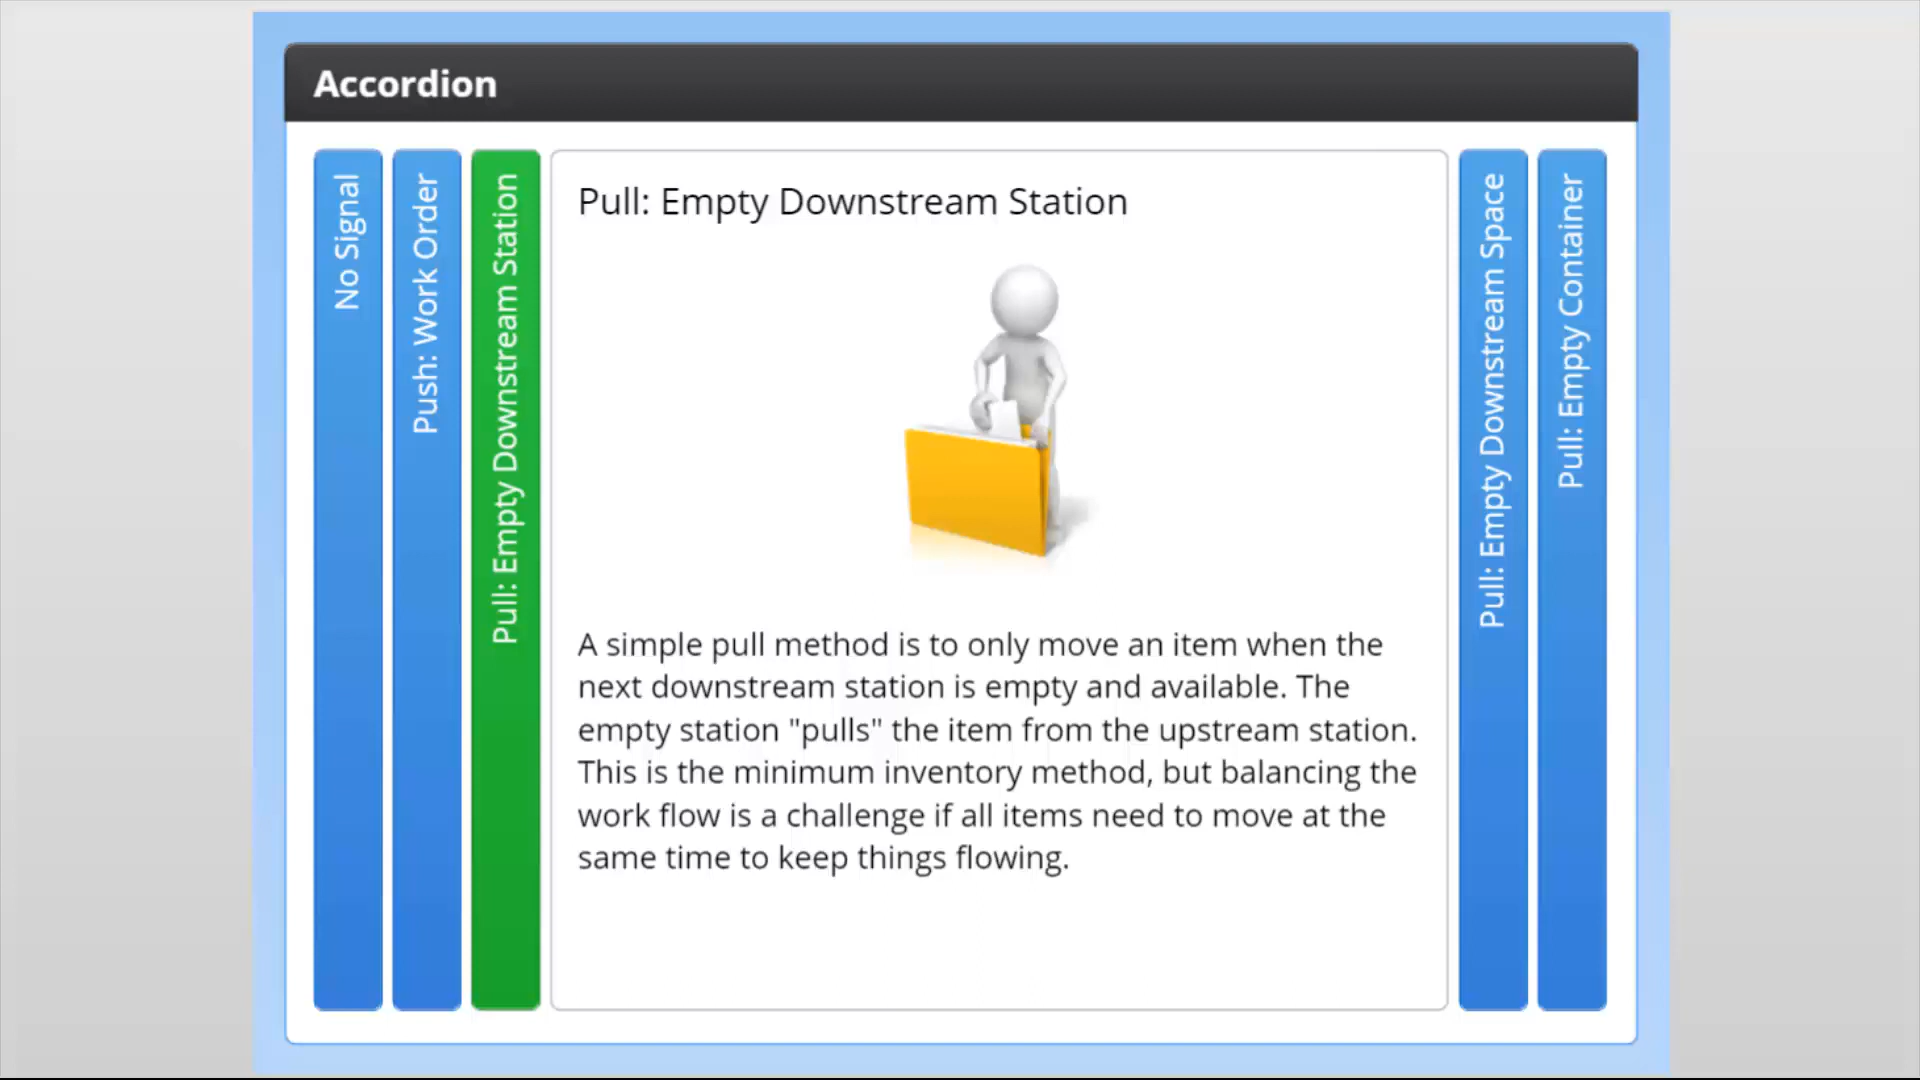 Accordion
No Signal
Push: Work Order
Pull: Empty Downstream Station
Pull: Empty Downstream Station
A simple pull method is to only move an item when the
next downstream station is empty and available. The
empty station "pulls" the item from the upstream station.
This is the minimum inventory method, but balancing the
work flow is a challenge if all items need to move at the
same time to keep things flowing.
Pull: Empty Downstream Space
Pull: Empty Container